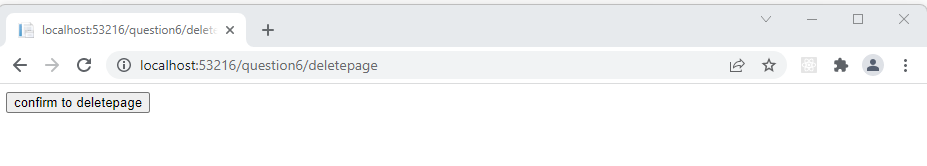 localhost:53216/question6/delete
localhost:53216/question6/deletepage
confirm to deletepage